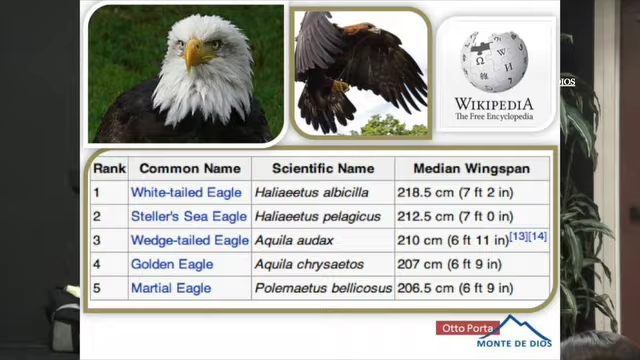 WIKIPEDIA
The Free Encyclopedia
DIOS
Rank Common Name Scientific Name Median Wingspan
1 White-tailed Eagle Haliaeetus albicilla 218.5 cm (7 ft 2 in)
2 Steller's Sea Eagle Haliaeetus pelagicus 212.5 cm (7 ft 0 in)
3 Wedge-tailed Eagle Aquila audax 210 cm (6 ft 11 in)[13][14]
4 Golden Eagle Aquila chrysaetos 207 cm (6 ft 9 in)
5 Martial Eagle Polemaetus bellicosus 206.5 cm (6 ft 9 in)
Otto Porta
MONTE DE DIOS